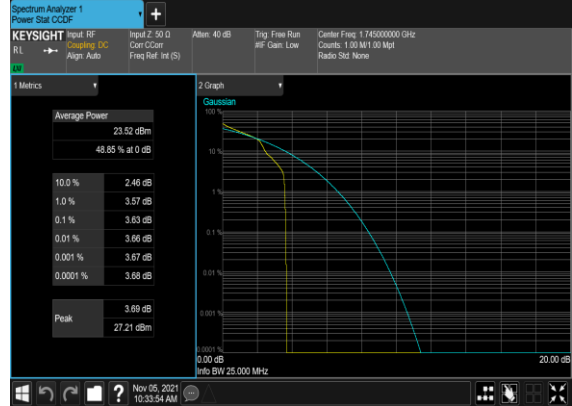 Spectrum Analyzer 1
Power Stat CCDF
KEYSIGHT
RL
Input: RF
Coupling: DC
Align: Auto
Input Z: 50 Ω
Corr CCorr
Freq Ref: Int (S)
Atten: 40 dB
Trig: Free Run
#IF Gain: Low
Center Freq: 1.745000000 GHz
Counts: 1.00 M/1.00 Mpt
Radio Std: None
1 Metrics
Average Power
23.52 dBm
48.85 % at 0 dB
10.0 % 2.46 dB
1.0 % 3.57 dB
0.1 % 3.63 dB
0.01 % 3.66 dB
0.001 % 3.67 dB
0.0001 % 3.68 dB
Peak
3.69 dB
27.21 dBm
2 Graph
Gaussian
100 %
10 %
1 %
0.1 %
0.01 %
0.001 %
0.0001 %
0.00 dB
20.00 dB
Info BW 25.000 MHz
?
Nov 05, 2021
10:33:54 AM